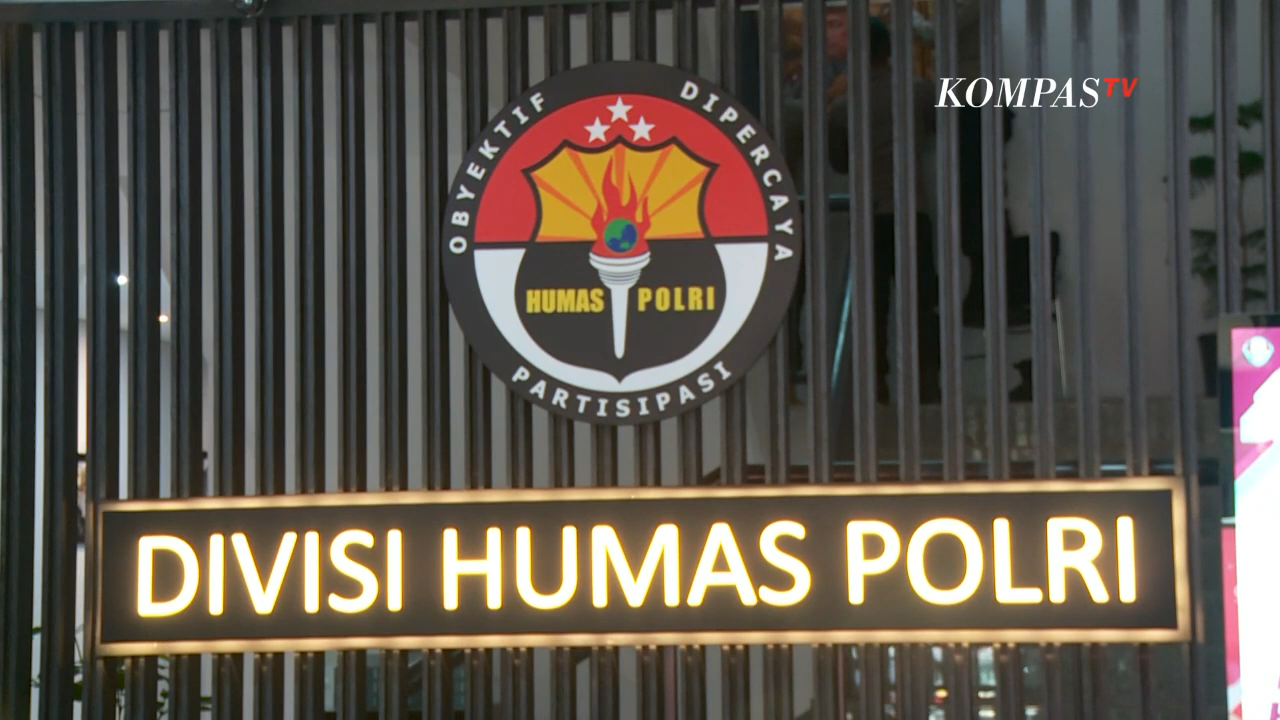 KOMPASTV
OBYEKTIF DIPERCAYA
HUMAS POLRI
PARTISIPASI
DIVISI HUMAS POLRI